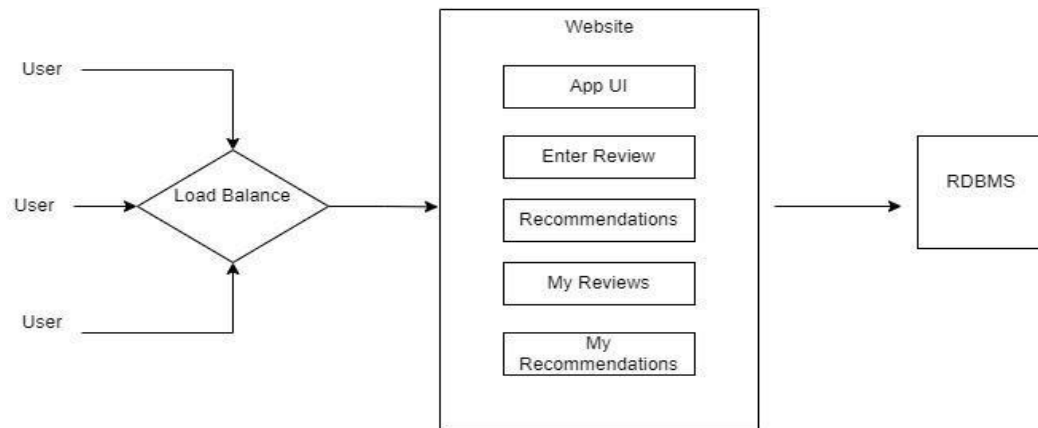 Website
User
App UI
Enter Review
Load Balance
RDBMS
User
Recommendations
My Reviews
User
My
Recommendations